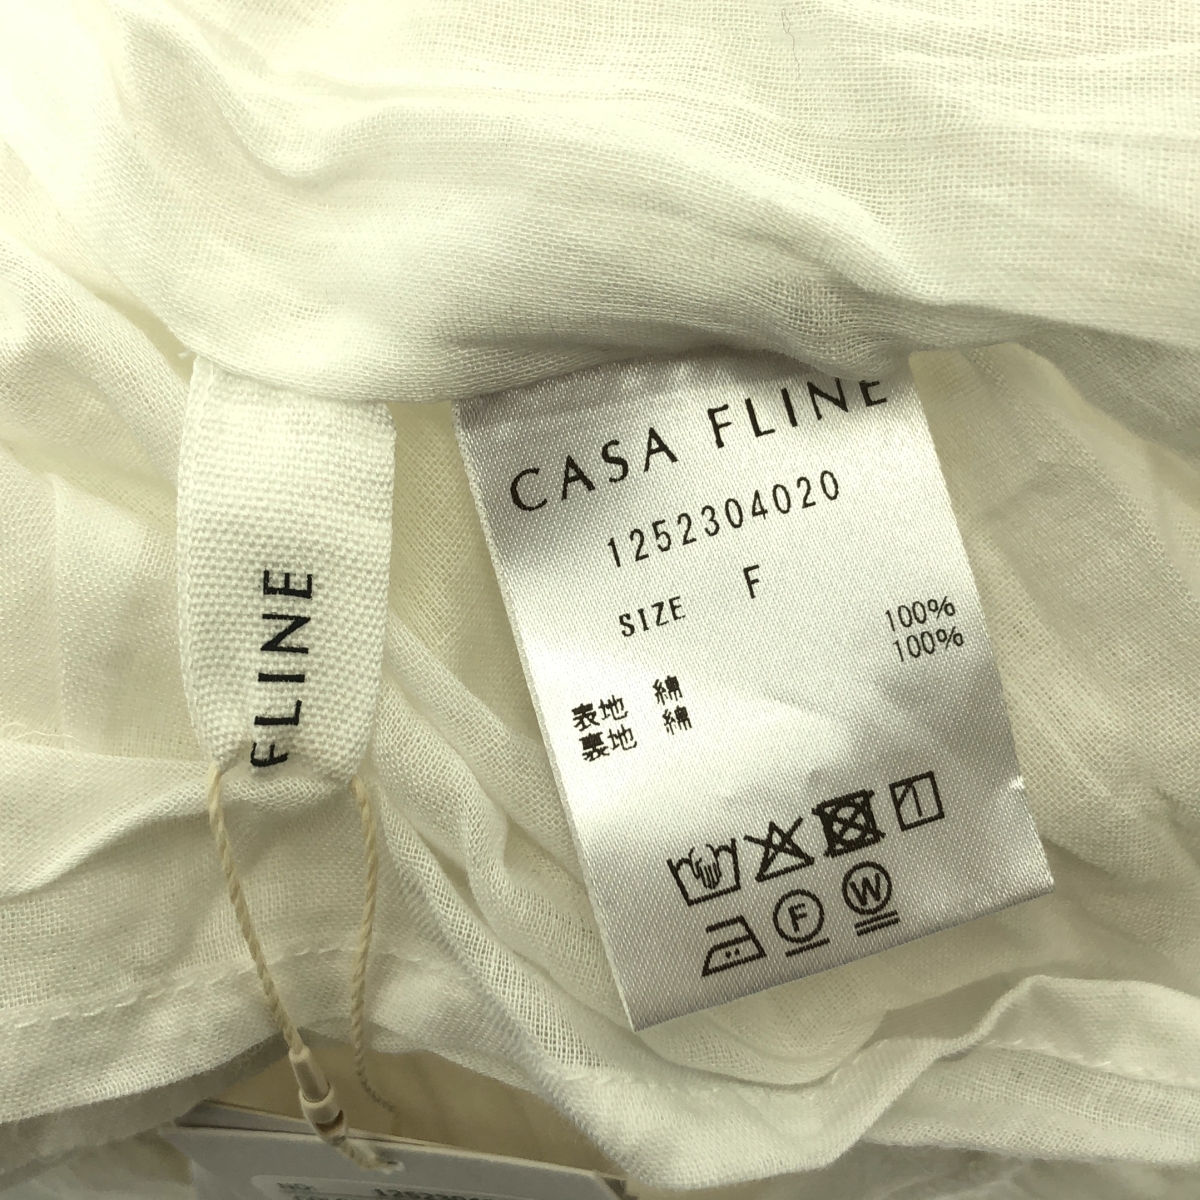 CASA FLINE
1252304020
SIZE F
表地 綿 100%
裏地 綿 100%
F W
FLINE